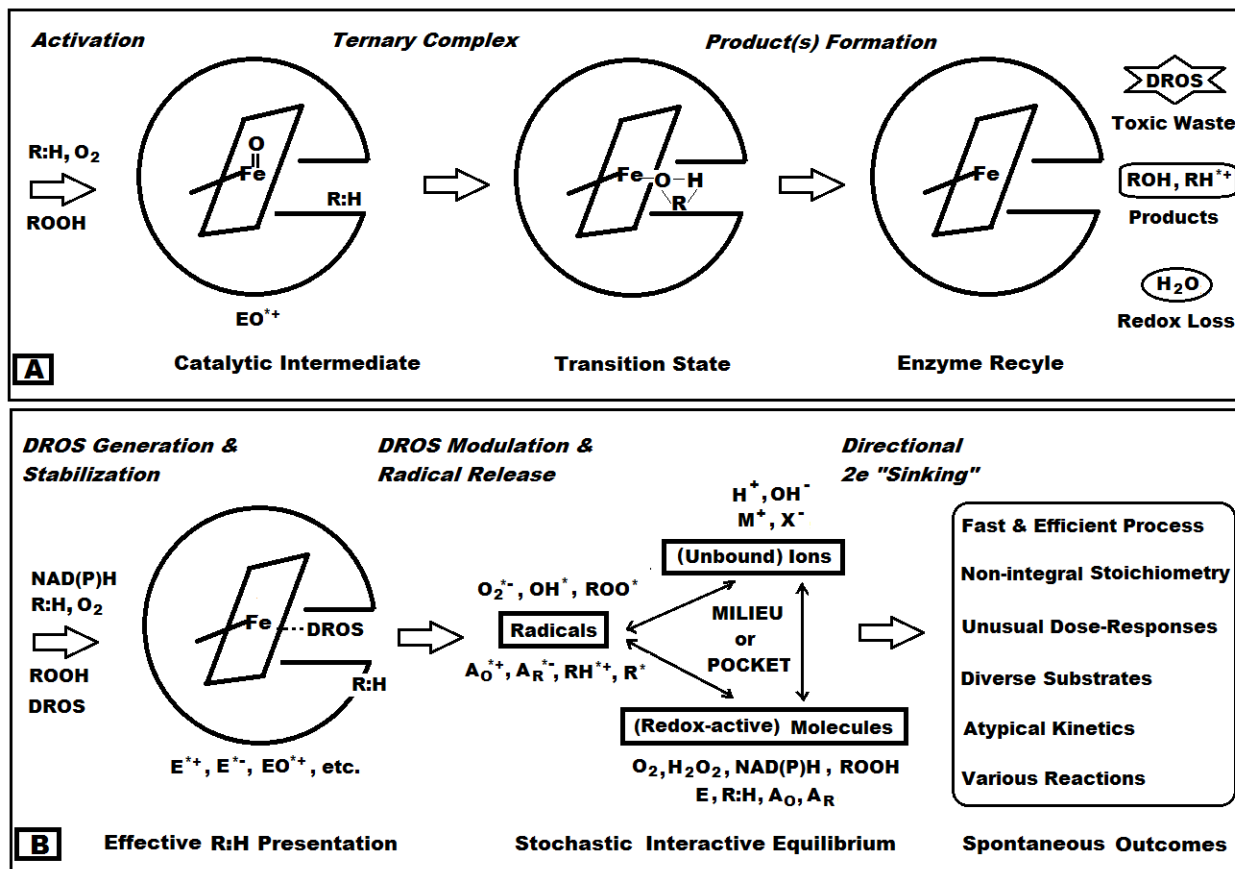 Activation
Ternary Complex
Product(s) Formation
R:H, O2
ROOH
O
Fe
R:H
EO*+
Fe O H
R
Fe
DROS
Toxic Waste
ROH, RH*+
Products
H2O
Redox Loss
A
Catalytic Intermediate
Transition State
Enzyme Recyle
DROS Generation &
Stabilization
DROS Modulation &
Radical Release
Directional
2e "Sinking"
NAD(P)H
R:H, O2
ROOH
DROS
Fe
DROS
R:H
E*+, E*-, EO*+, etc.
O2*-, OH*, ROO*
Radicals
AO*+, AR*-, RH*+, R*
H+, OH-
M+, X-
(Unbound) Ions
MILIEU
or
POCKET
(Redox-active) Molecules
O2, H2O2, NAD(P)H, ROOH
E, R:H, AO, AR
Fast & Efficient Process
Non-integral Stoichiometry
Unusual Dose-Responses
Diverse Substrates
Atypical Kinetics
Various Reactions
B
Effective R:H Presentation
Stochastic Interactive Equilibrium
Spontaneous Outcomes